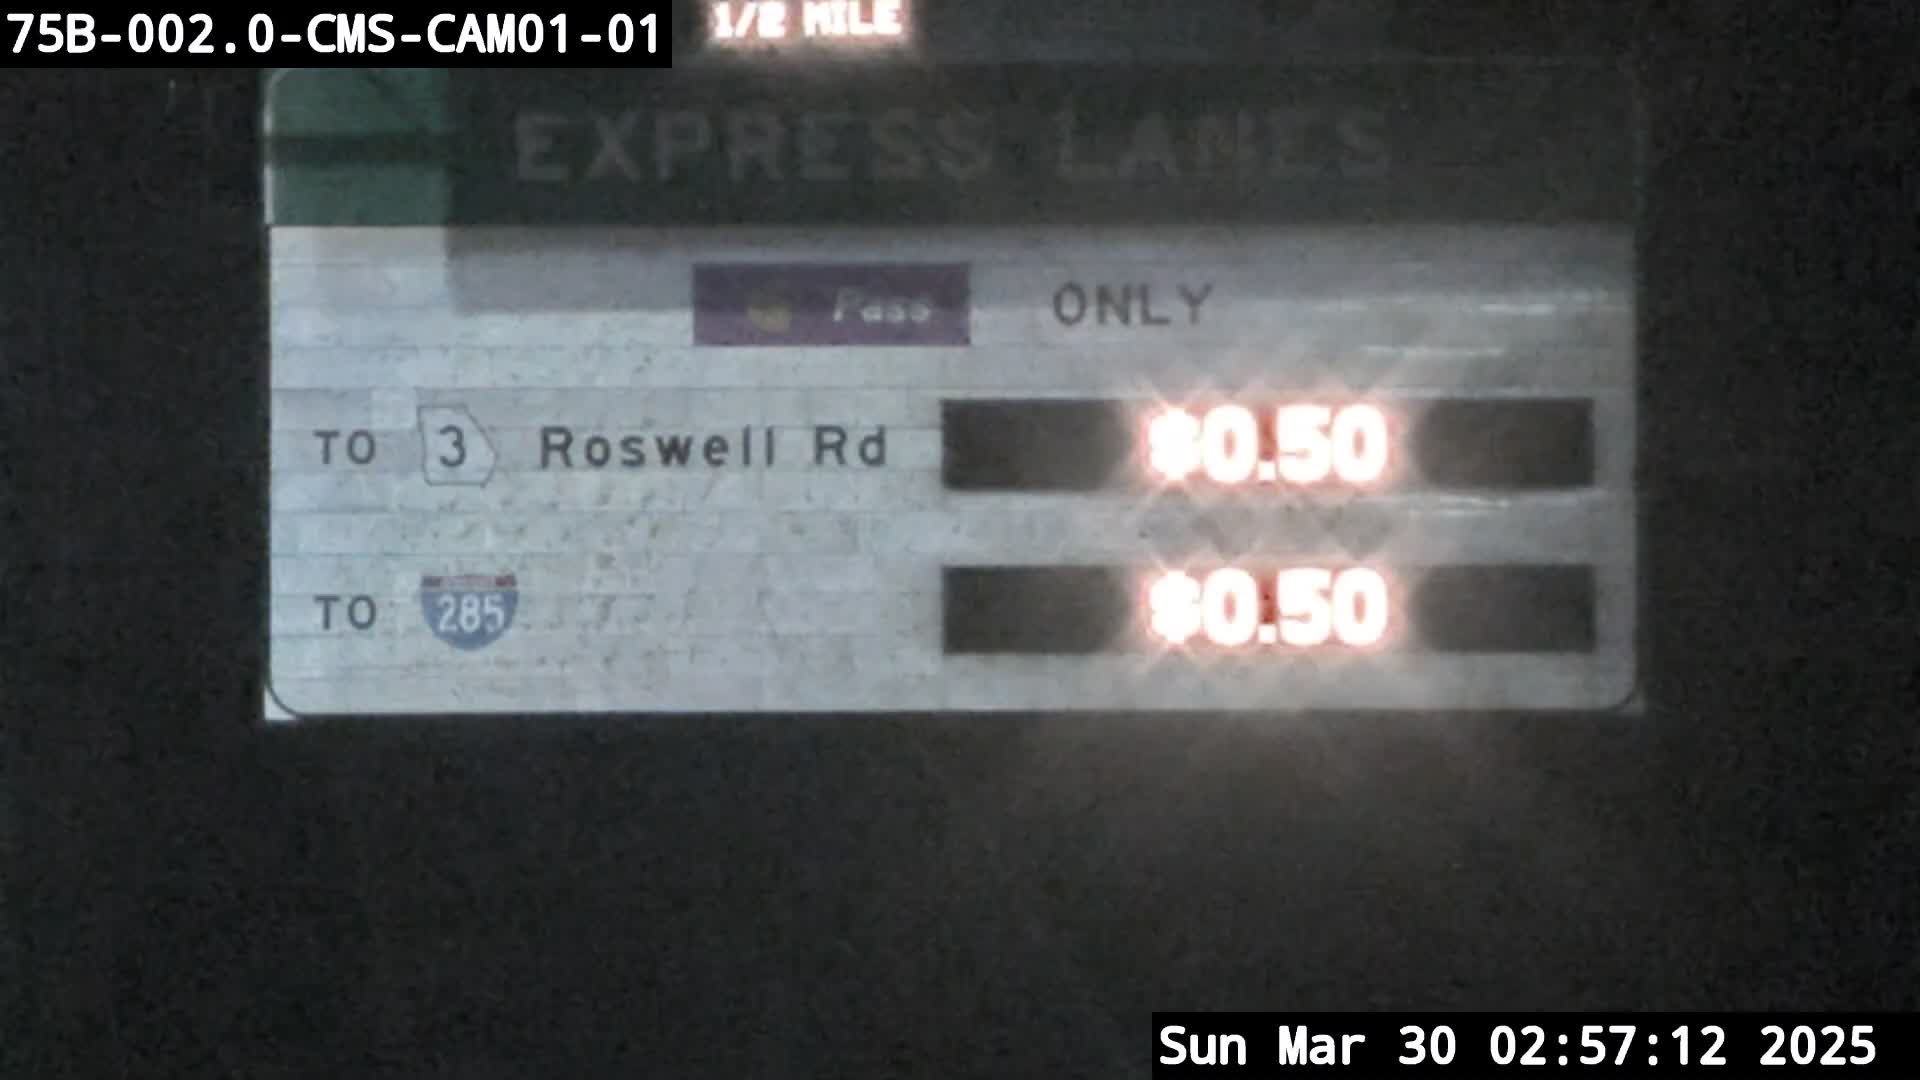 75B-002.0-CMS-CAM01-01
1/2 MILE
EXPRESS LANES
Pass ONLY
TO 3 Roswell Rd $0.50
TO 285 $0.50
Sun Mar 30 02:57:12 2025